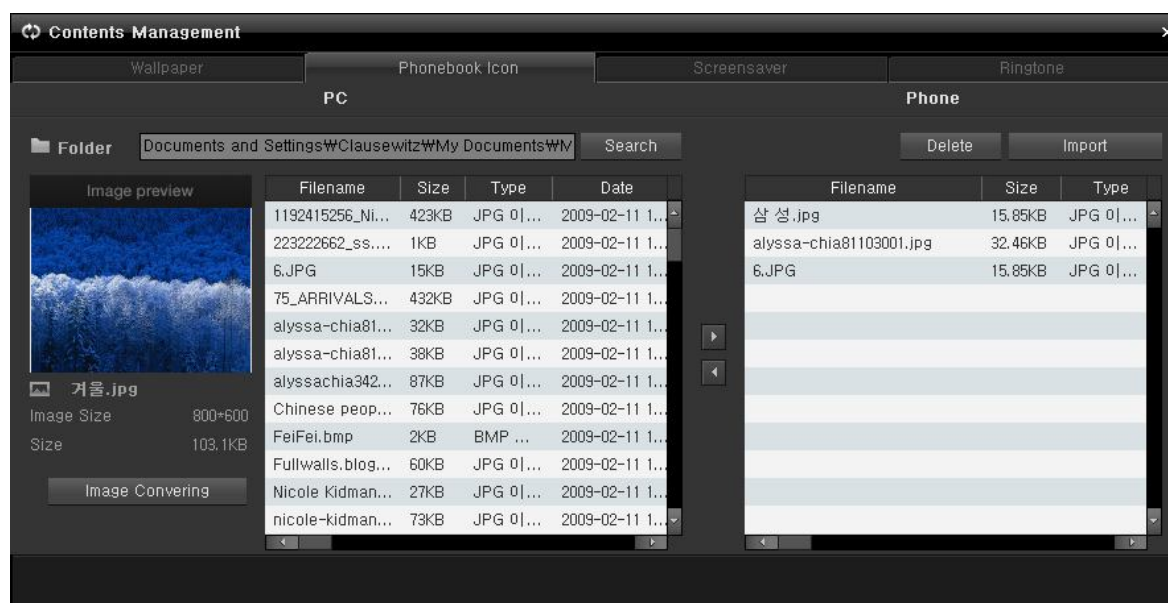 Contents Management
Wallpaper Phonebook Icon Screensaver Ringtone
PC Phone
Folder Documents and Settings₩Clausewitz₩My Documents₩M Search Delete Import
Image preview Filename Size Type Date Filename Size Type
1192415256_Ni... 423KB JPG 이... 2009-02-11 1... 삼 성.jpg 15.85KB JPG 이...
223222662_ss.... 1KB JPG 이... 2009-02-11 1... alyssa-chia81103001.jpg 32.46KB JPG 이...
6.JPG 15KB JPG 이... 2009-02-11 1... 6.JPG 15.85KB JPG 이...
75_ARRIVALS... 432KB JPG 이... 2009-02-11 1...
alyssa-chia81... 32KB JPG 이... 2009-02-11 1...
alyssa-chia81... 38KB JPG 이... 2009-02-11 1...
겨울.jpg alyssachia342... 87KB JPG 이... 2009-02-11 1...
Image Size 800*600 Chinese peop... 76KB JPG 이... 2009-02-11 1...
Size 103.1KB FeiFei.bmp 2KB BMP ... 2009-02-11 1...
Fullwalls.blog... 60KB JPG 이... 2009-02-11 1...
Image Convering Nicole Kidman... 27KB JPG 이... 2009-02-11 1...
nicole-kidman... 73KB JPG 이... 2009-02-11 1...